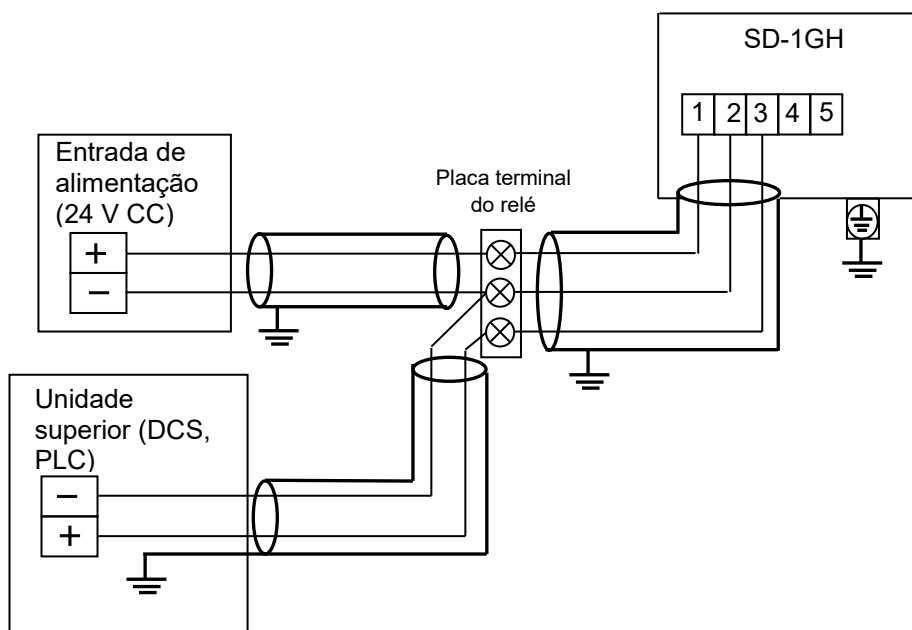 SD-1GH
1 2 3 4 5
Entrada de
alimentação
(24 V CC)
+
−
Placa terminal
do relé
Unidade
superior (DCS,
PLC)
−
+